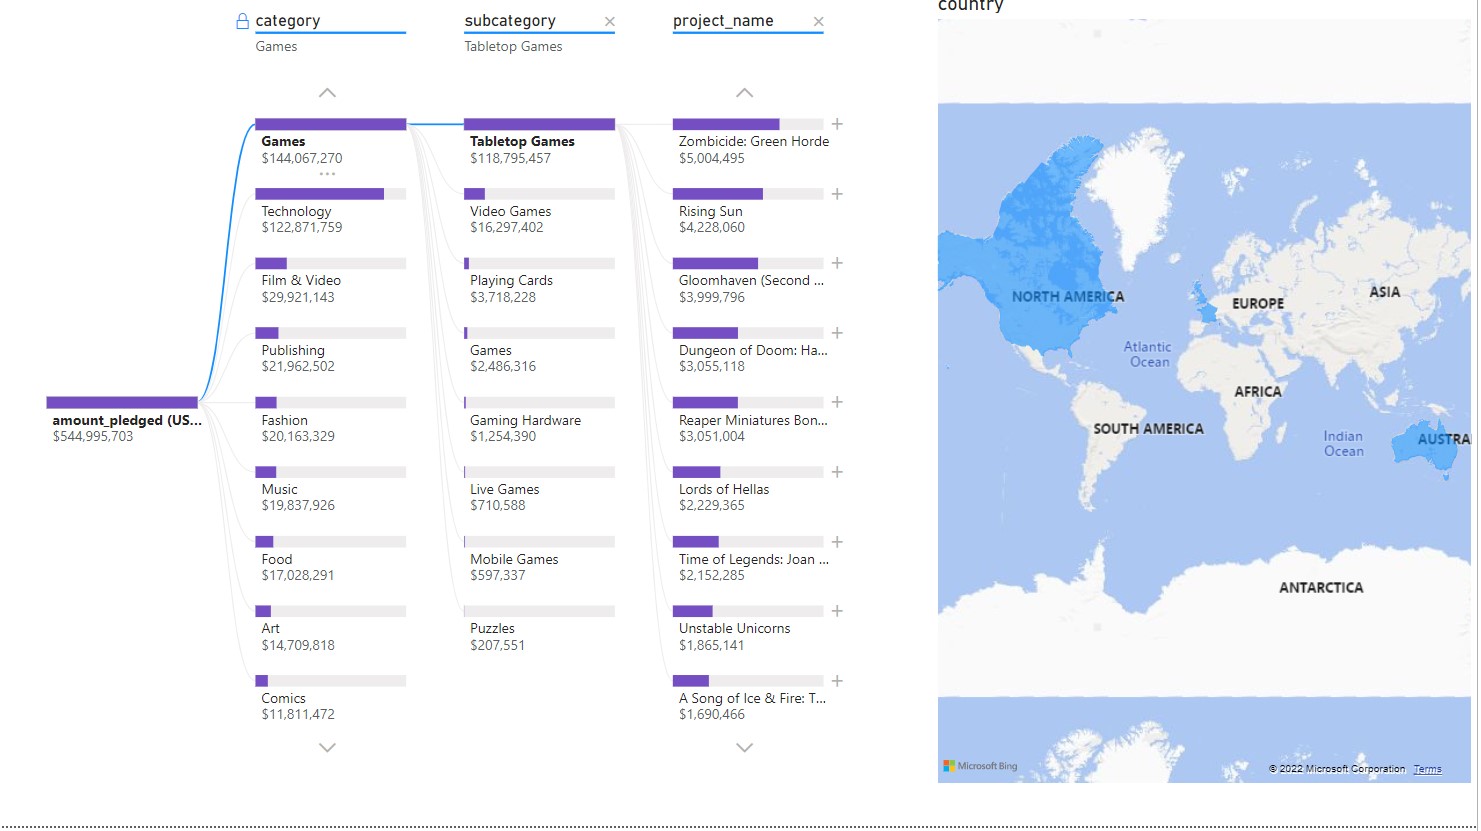 category
Games
subcategory
Tabletop Games
project_name
country
amount_pledged (US...
$544,995,703
Games
$144,067,270
Technology
$122,871,759
Film & Video
$29,921,143
Publishing
$21,962,502
Fashion
$20,163,329
Music
$19,837,926
Food
$17,028,291
Art
$14,709,818
Comics
$11,811,472
Tabletop Games
$118,795,457
Video Games
$16,297,402
Playing Cards
$3,718,228
Games
$2,486,316
Gaming Hardware
$1,254,390
Live Games
$710,588
Mobile Games
$597,337
Puzzles
$207,551
Zombicide: Green Horde
$5,004,495
Rising Sun
$4,228,060
Gloomhaven (Second ...
$3,999,796
Dungeon of Doom: Ha...
$3,055,118
Reaper Miniatures Bon...
$3,051,004
Lords of Hellas
$2,229,365
Time of Legends: Joan ...
$2,152,285
Unstable Unicorns
$1,865,141
A Song of Ice & Fire: T...
$1,690,466
NORTH AMERICA
EUROPE
ASIA
Atlantic
Ocean
AFRICA
SOUTH AMERICA
Indian
Ocean
AUSTRA
ANTARCTICA
Microsoft Bing
© 2022 Microsoft Corporation Terms